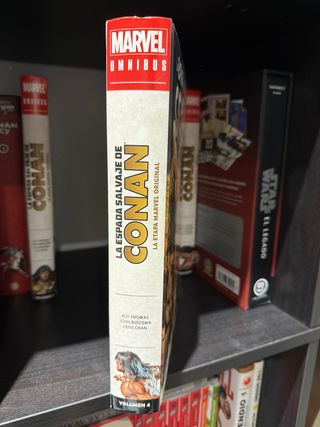 MARVEL
OMNIBUS
LA ESPADA SALVAJE DE
CONAN
LA ETAPA MARVEL ORIGINAL
ROY THOMAS
JOHN BUSCEMA
ERNIE CHAN
VOLUMEN 4
MARVEL
OMNIBUS
CONAN
STAR WARS
EL LEGADO